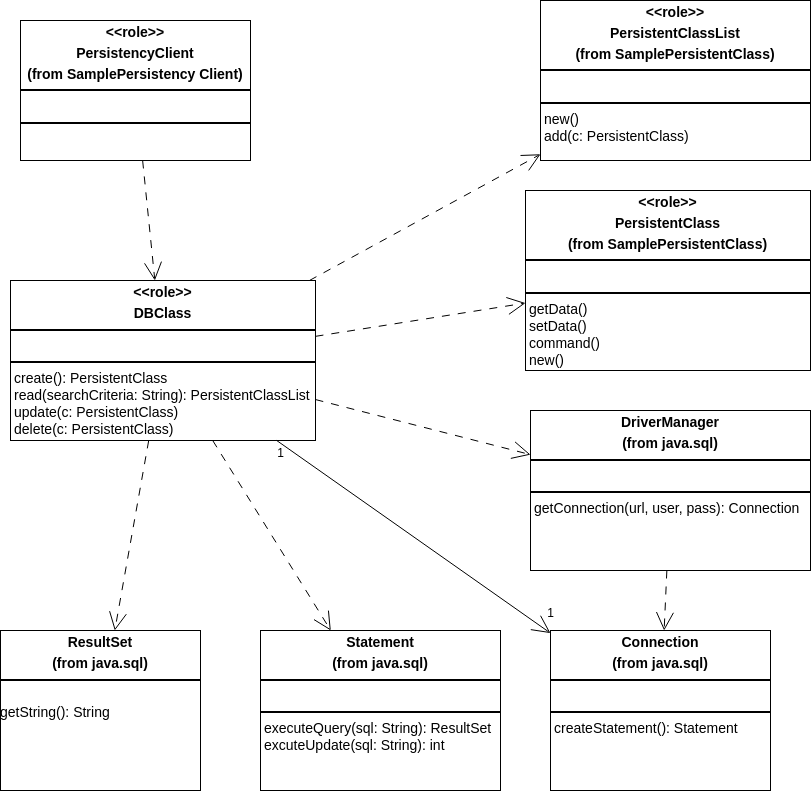 <<role>>
PersistencyClient
(from SamplePersistency Client)
<<role>>
PersistentClassList
(from SamplePersistentClass)
new()
add(c: PersistentClass)
<<role>>
PersistentClass
(from SamplePersistentClass)
getData()
setData()
command()
new()
<<role>>
DBClass
create(): PersistentClass
read(searchCriteria: String): PersistentClassList
update(c: PersistentClass)
delete(c: PersistentClass)
1
DriverManager
(from java.sql)
getConnection(url, user, pass): Connection
1
ResultSet
(from java.sql)
getString(): String
Statement
(from java.sql)
executeQuery(sql: String): ResultSet
excuteUpdate(sql: String): int
Connection
(from java.sql)
createStatement(): Statement